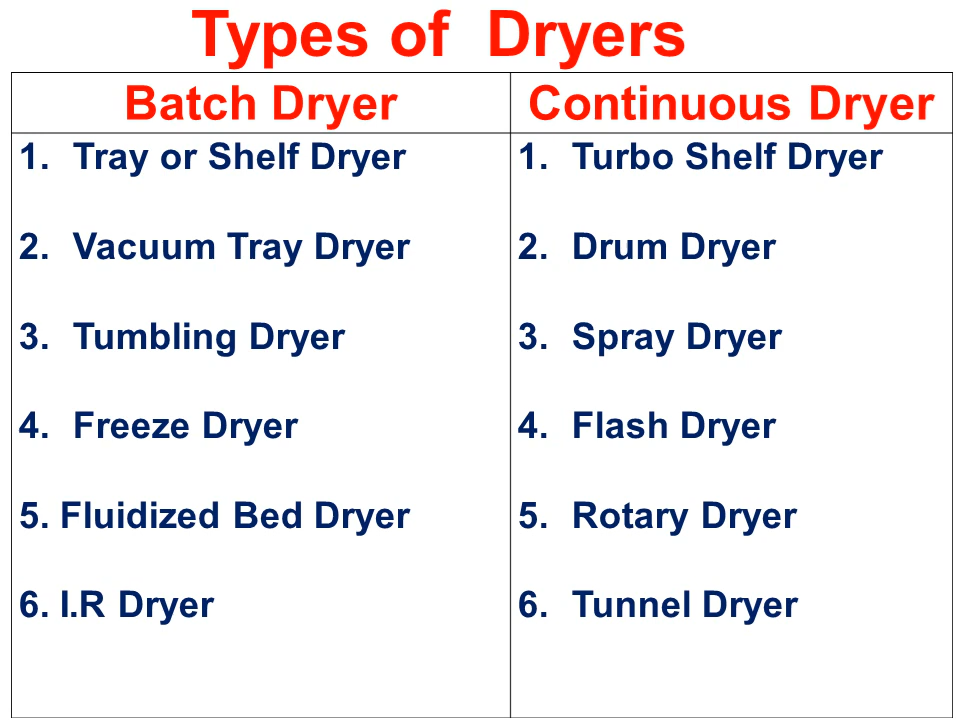 Types of Dryers
Batch Dryer
Continuous Dryer
1. Tray or Shelf Dryer
2. Vacuum Tray Dryer
3. Tumbling Dryer
4. Freeze Dryer
5. Fluidized Bed Dryer
6. I.R Dryer
1. Turbo Shelf Dryer
2. Drum Dryer
3. Spray Dryer
4. Flash Dryer
5. Rotary Dryer
6. Tunnel Dryer